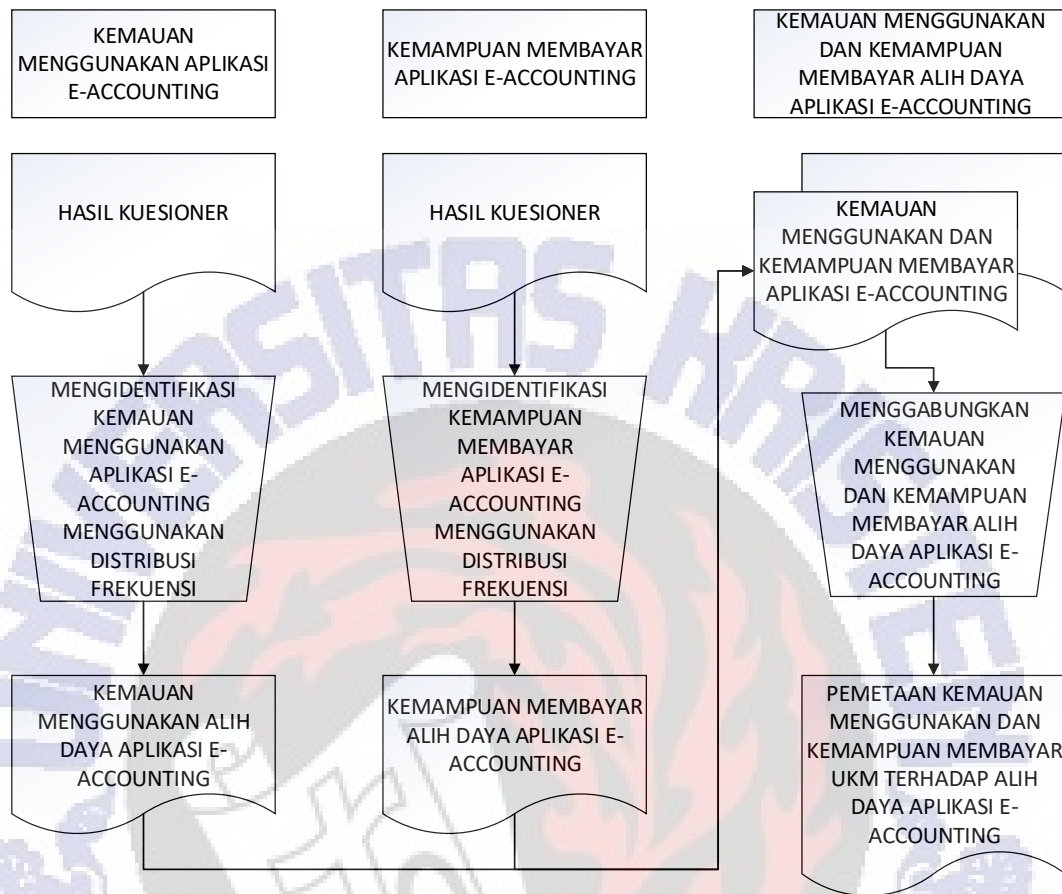 KEMAUAN
MENGGUNAKAN APLIKASI
E-ACCOUNTING
KEMAMPUAN MEMBAYAR
APLIKASI E-ACCOUNTING
KEMAUAN MENGGUNAKAN
DAN KEMAMPUAN
MEMBAYAR ALIH DAYA
APLIKASI E-ACCOUNTING
HASIL KUESIONER
HASIL KUESIONER
KEMAUAN
MENGGUNAKAN DAN
KEMAMPUAN MEMBAYAR
APLIKASI E-ACCOUNTING
MENGIDENTIFIKASI
KEMAUAN
MENGGUNAKAN
APLIKASI E-
ACCOUNTING
MENGGUNAKAN
DISTRIBUSI
FREKUENSI
MENGIDENTIFIKASI
KEMAMPUAN
MEMBAYAR
APLIKASI E-
ACCOUNTING
MENGGUNAKAN
DISTRIBUSI
FREKUENSI
MENGGABUNGKAN
KEMAUAN
MENGGUNAKAN
DAN KEMAMPUAN
MEMBAYAR ALIH
DAYA APLIKASI E-
ACCOUNTING
KEMAUAN
MENGGUNAKAN ALIH
DAYA APLIKASI E-
ACCOUNTING
KEMAMPUAN MEMBAYAR
ALIH DAYA APLIKASI E-
ACCOUNTING
PEMETAAN KEMAUAN
MENGGUNAKAN DAN
KEMAMPUAN MEMBAYAR
UKM TERHADAP ALIH
DAYA APLIKASI E-
ACCOUNTING
UNIVERSITAS KRISTEN